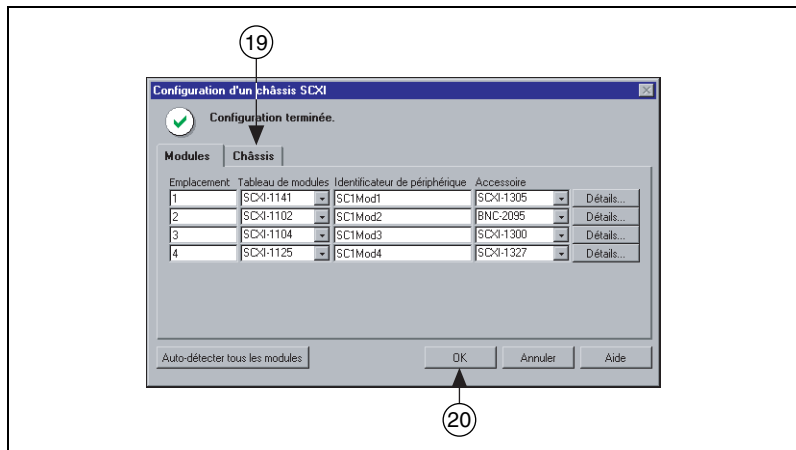 19
Configuration d'un châssis SCXI
Configuration terminée.
Modules Châssis
Emplacement Tableau de modules Identificateur de périphérique Accessoire
1 SCXI-1141 SC1Mod1 SCXI-1305 Détails...
2 SCXI-1102 SC1Mod2 BNC-2095 Détails...
3 SCXI-1104 SC1Mod3 SCXI-1300 Détails...
4 SCXI-1125 SC1Mod4 SCXI-1327 Détails...
Auto-détecter tous les modules OK Annuler Aide
20